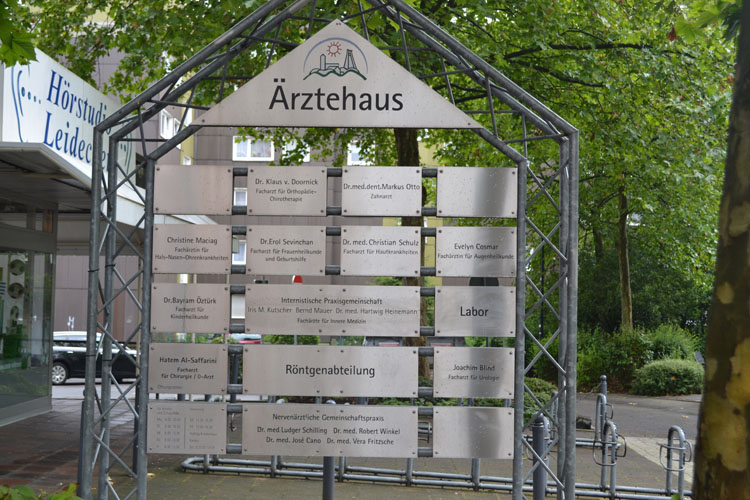 Hörstudio
Leidecker
Ärztehaus
Dr. Klaus v. Doornick
Facharzt für Orthopädie-
Chirotherapie
Dr.med.dent.Markus Otto
Zahnarzt
Christine Maciag
Fachärztin für
Hals-Nasen-Ohrenkrankheiten
Dr.Erol Sevinchan
Facharzt für Frauenheilkunde
und Geburtshilfe
Dr. med.Christian Schulz
Facharzt für Hautkrankheiten
Evelyn Cosmar
Fachärztin für Augenheilkunde
Dr.Bayram Öztürk
Facharzt für
Kinderheilkunde
Internistische Praxisgemeinschaft
Iris M. Kutscher Bernd Mauer Dr. med. Hartwig Heinemann
Fachärzte für Innere Medizin
Labor
Hatem Al-Saffarini
Facharzt
für Chirurgie / D-Arzt
Röntgenabteilung
Joachim Blind
Facharzt für Urologie
Nervenärztliche Gemeinschaftspraxis
Dr. med.Ludger Schilling Dr. med. Robert Winkel
Dr. med. José Cano Dr. med. Vera Fritzsche